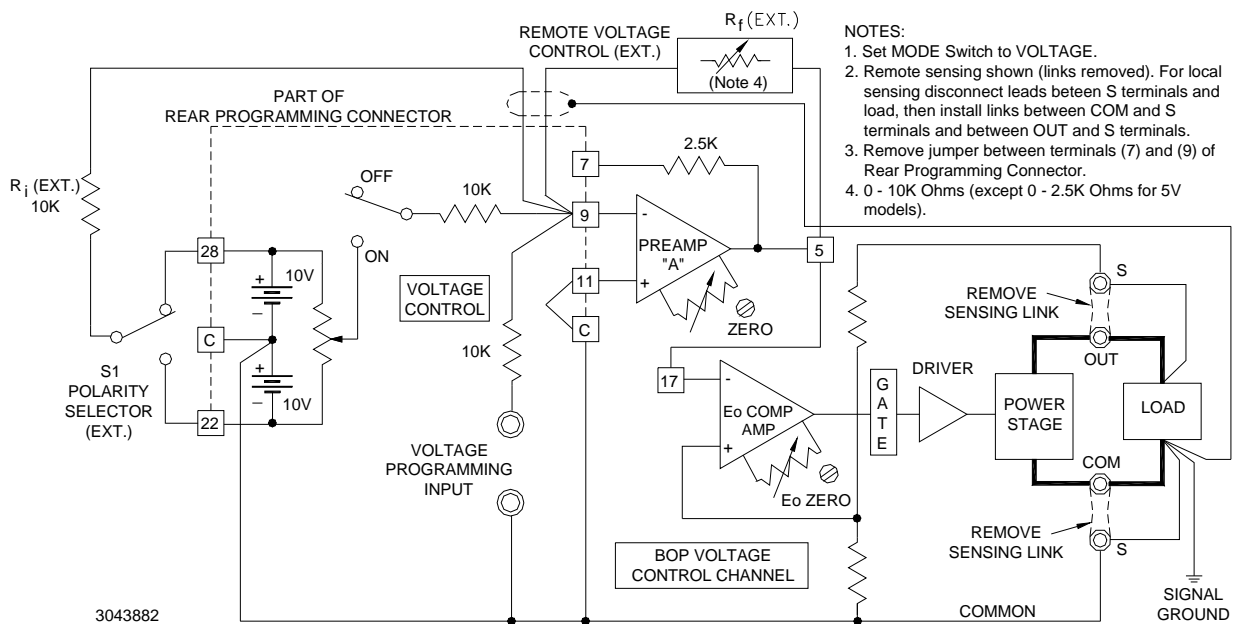 R f (EXT.)
REMOTE VOLTAGE
CONTROL (EXT.)
(Note 4)
NOTES:
1. Set MODE Switch to VOLTAGE.
2. Remote sensing shown (links removed). For local
sensing disconnect leads beteen S terminals and
load, then install links between COM and S
terminals and between OUT and S terminals.
3. Remove jumper between terminals (7) and (9) of
Rear Programming Connector.
4. 0 - 10K Ohms (except 0 - 2.5K Ohms for 5V
models).
PART OF
REAR PROGRAMMING CONNECTOR
R i (EXT.)
10K
OFF
10K
ON
7
2.5K
9
-
PREAMP
"A"
+
11
C
ZERO
5
28
+
10V
–
C
+
10V
–
22
S1
POLARITY
SELECTOR
(EXT.)
VOLTAGE
CONTROL
10K
VOLTAGE
PROGRAMMING
INPUT
17
-
Eo COMP
AMP
+
Eo ZERO
GATE
DRIVER
POWER
STAGE
S
REMOVE
SENSING LINK
OUT
LOAD
COM
REMOVE
SENSING LINK
S
BOP VOLTAGE
CONTROL CHANNEL
SIGNAL
GROUND
COMMON
3043882